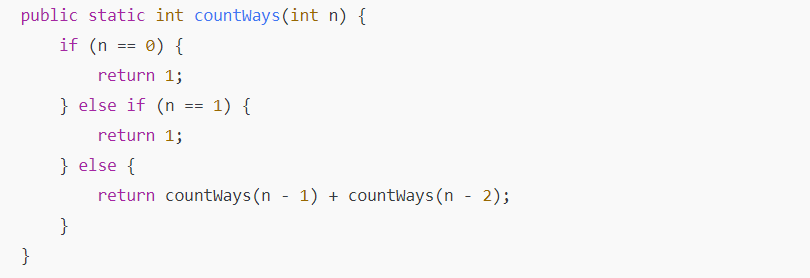 public static int countWays(int n) {
    if (n == 0) {
        return 1;
    } else if (n == 1) {
        return 1;
    } else {
        return countWays(n - 1) + countWays(n - 2);
    }
}